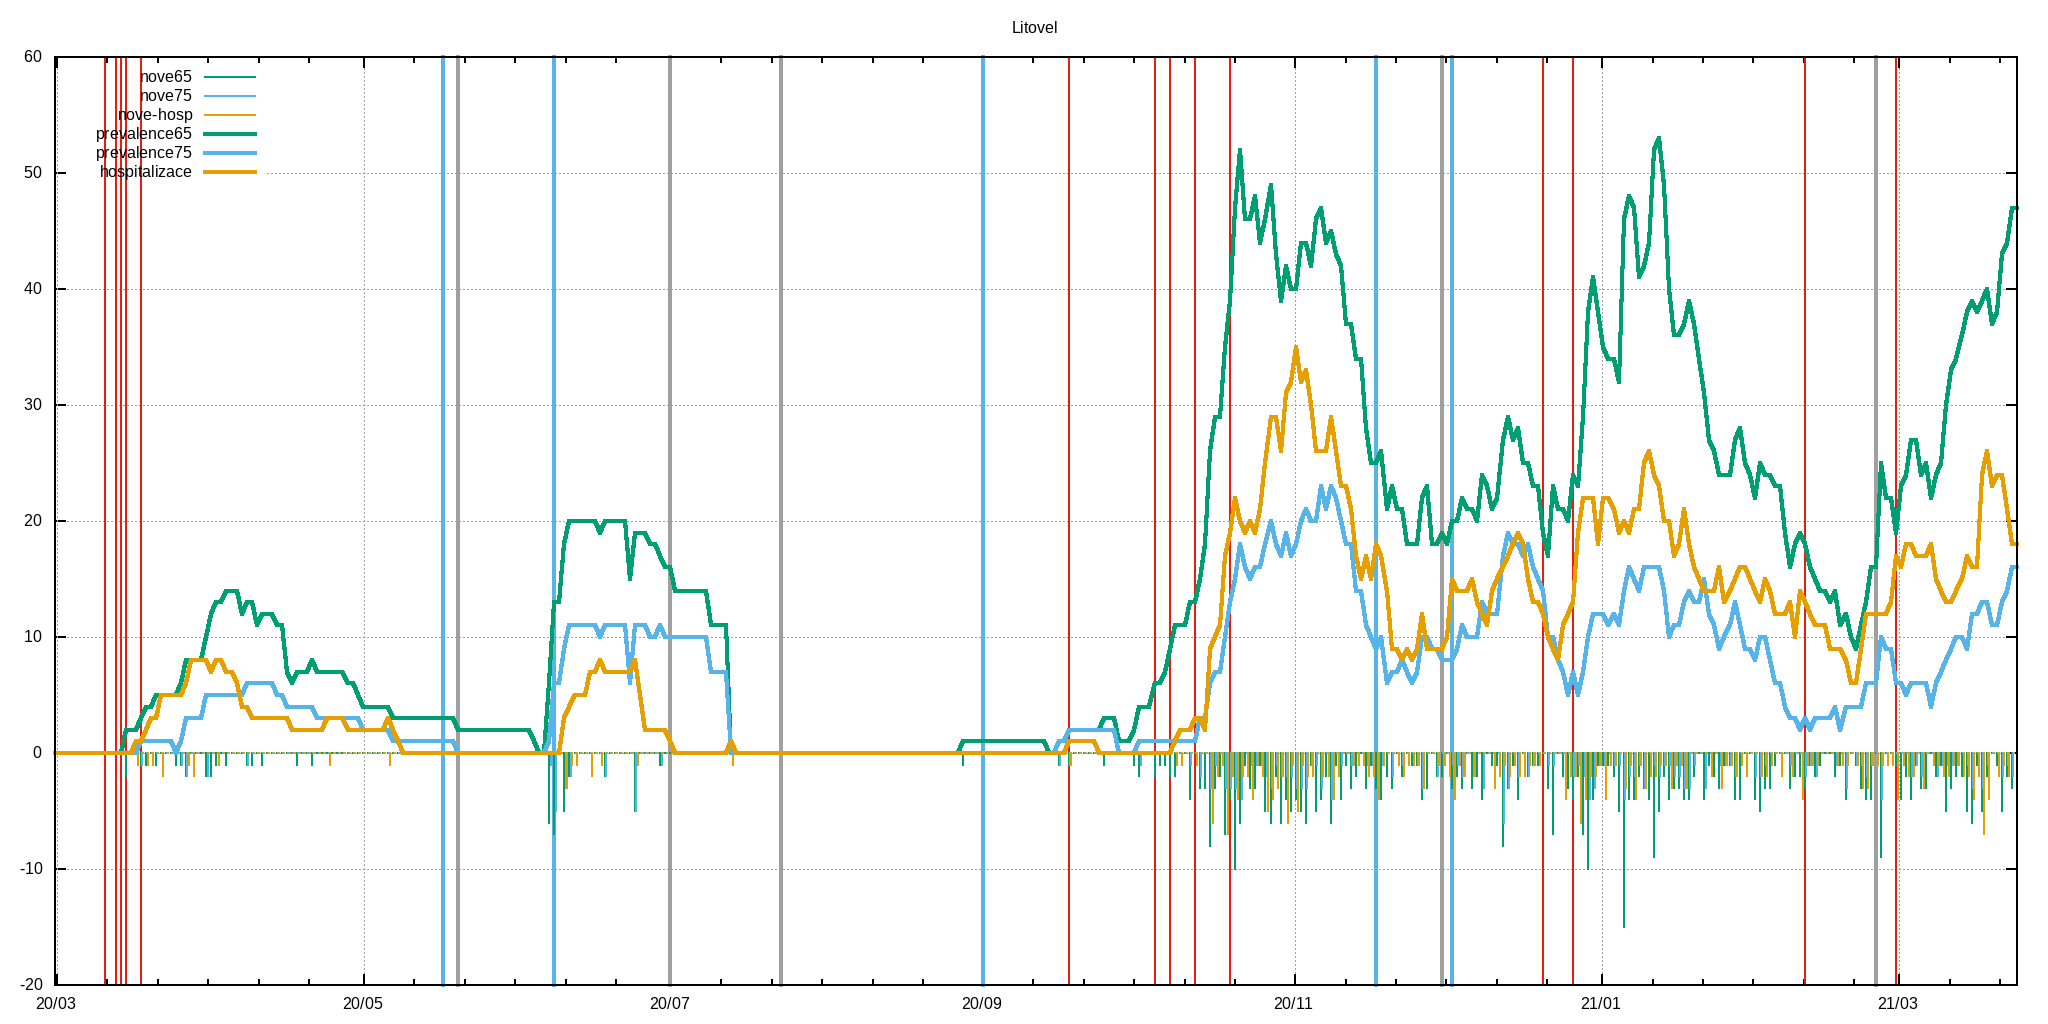 Litovel
60
50
40
30
20
10
0
-10
-20
nove65
nove75
nove-hosp
prevalence65
prevalence75
hospitalizace
20/03 20/05 20/07 20/09 20/11 21/01 21/03